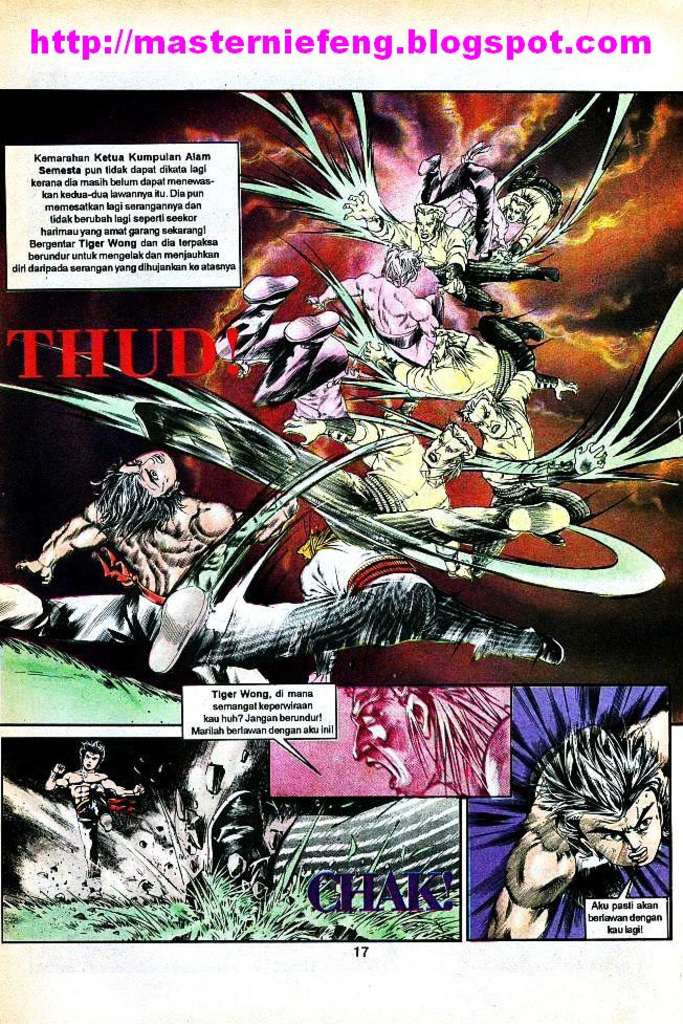 http://masterniefeng.blogspot.com
Kemarahan Ketua Kumpulan Alam
Semesta pun tidak dapat dikata lagi
kerana dia masih belum dapat menewas-
kan kedua-dua lawannya itu. Dia pun
memesatkan lagi serangannya dan
tidak berubah lagi seperti seekor
harimau yang amat garang sekarang!
Bergentar Tiger Wong dan dia terpaksa
berundur untuk mengelak dan menjauhkan
diri daripada serangan yang dihujankan ke atasnya
THUD!
Tiger Wong, di mana
semangat keperwiraan
kau huh? Jangan berundur!
Marilah berlawan dengan aku ini!
CHAK!
Aku pasti akan
berlawan dengan
kau lagi!
17